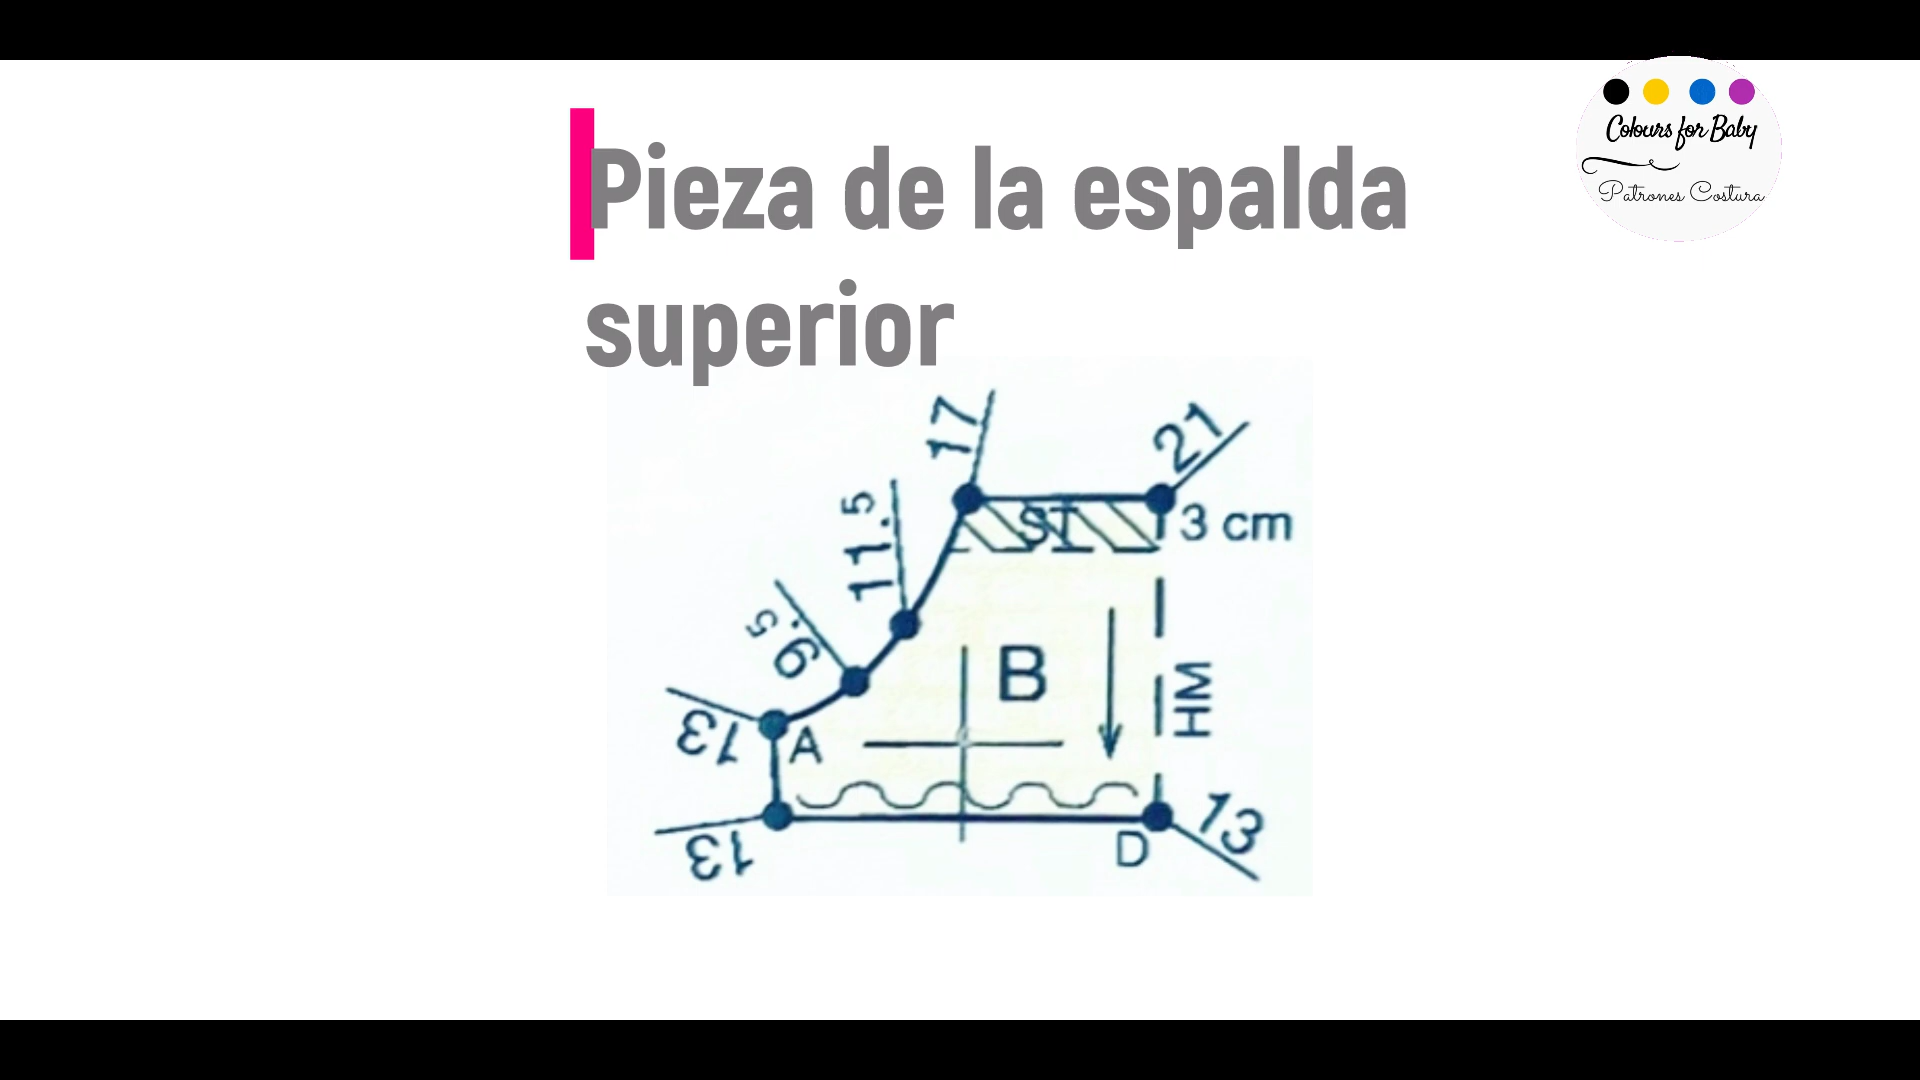 Colours for Baby
Patrones Costura
Pieza de la espalda
superior
17
21
11.5
ST
3 cm
9.5
B
HM
13
A
13
D
13